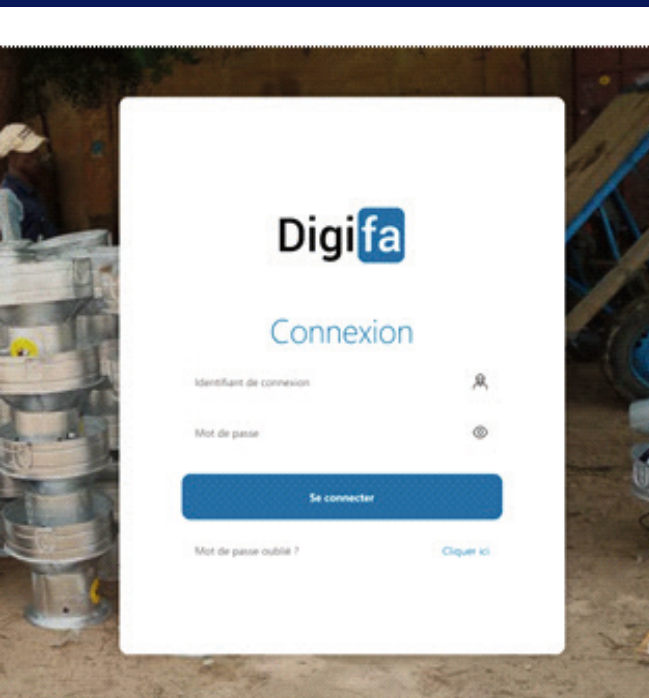 Digifa
Connexion
Identifiant de connexion
Mot de passe
Se connecter
Mot de passe oublié ?
Cliquer ici